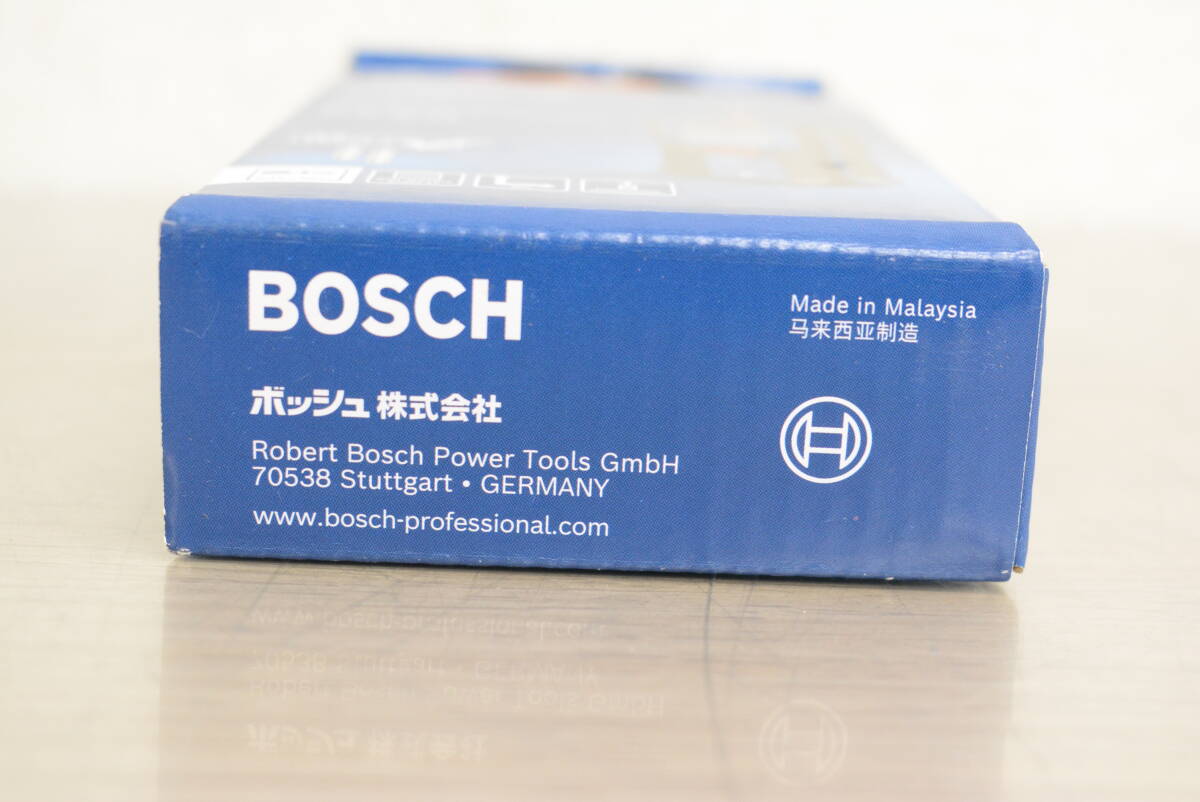 BOSCH
ボッシュ株式会社
Robert Bosch Power Tools GmbH
70538 Stuttgart • GERMANY
www.bosch-professional.com
Made in Malaysia
马来西亚制造